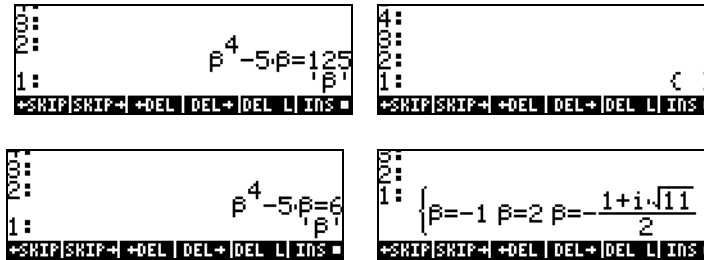 3:
2:
β^4-5·β=125
1:
'β'
←SKIP|SKIP→|←DEL|DEL→|DEL L|INS ■
4:
3:
2:
1:
{
←SKIP|SKIP→|←DEL|DEL→|DEL L|INS
3:
2:
β^4-5·β=6
1:
'β'
←SKIP|SKIP→|←DEL|DEL→|DEL L|INS ■
3:
2:
1:
{β=-1 β=2 β=-(1+i·√11)/2
←SKIP|SKIP→|←DEL|DEL→|DEL L|INS